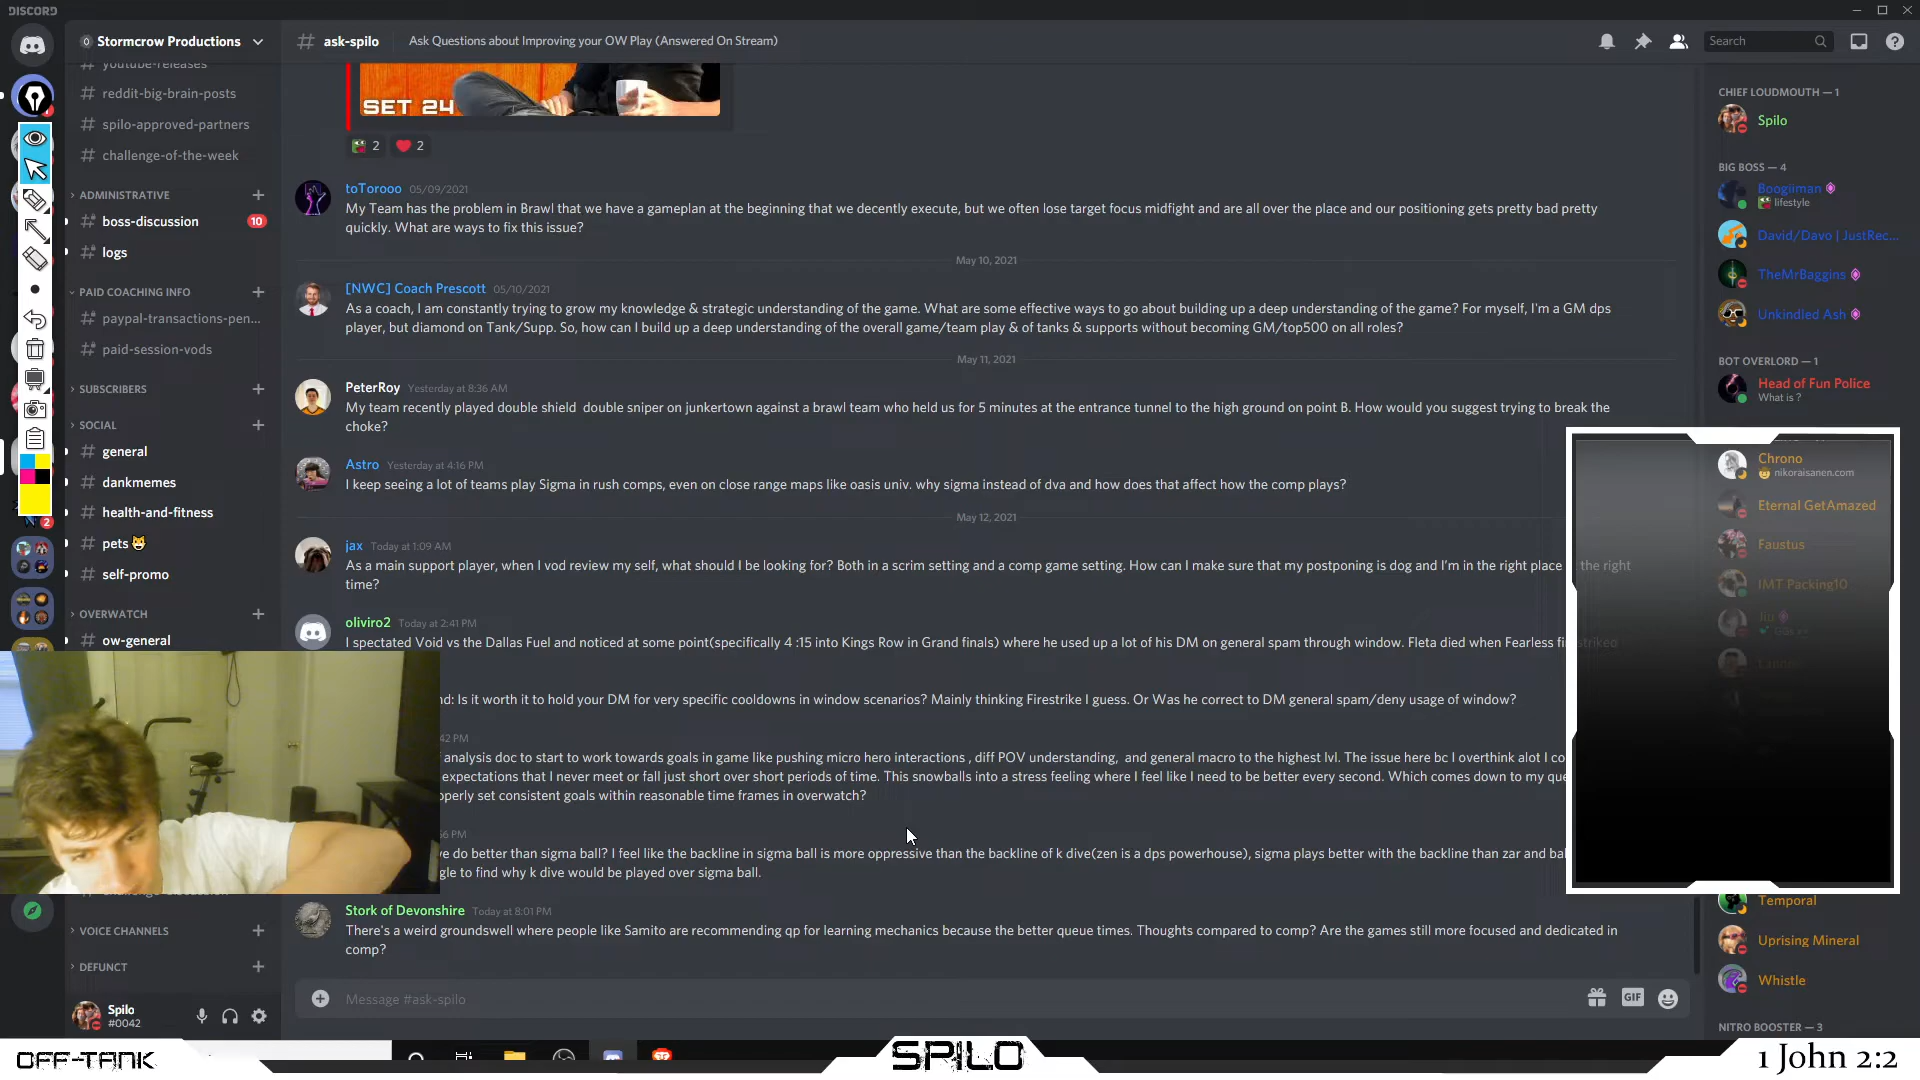 DISCORD
Stormcrow Productions
# ask-spilo
Ask Questions about Improving your OW Play (Answered On Stream)
Search
# youtube-releases
# reddit-big-brain-posts
# spilo-approved-partners
# challenge-of-the-week
ADMINISTRATIVE
# boss-discussion 10
# logs
PAID COACHING INFO
# paypal-transactions-pen...
# paid-session-vods
SUBSCRIBERS
SOCIAL
# general
# dankmemes
# health-and-fitness
2
# pets
# self-promo
OVERWATCH
# ow-general
VOICE CHANNELS
DEFUNCT
Spilo
#0042
SET 24
2 2
toTorooo 05/09/2021
My Team has the problem in Brawl that we have a gameplan at the beginning that we decently execute, but we often lose target focus midfight and are all over the place and our positioning gets pretty bad pretty
quickly. What are ways to fix this issue?
May 10, 2021
[NWC] Coach Prescott 05/10/2021
As a coach, I am constantly trying to grow my knowledge & strategic understanding of the game. What are some effective ways to go about building up a deep understanding of the game? For myself, I'm a GM dps
player, but diamond on Tank/Supp. So, how can I build up a deep understanding of the overall game/team play & of tanks & supports without becoming GM/top500 on all roles?
May 11, 2021
PeterRoy Yesterday at 8:36 AM
My team recently played double shield double sniper on junkertown against a brawl team who held us for 5 minutes at the entrance tunnel to the high ground on point B. How would you suggest trying to break the
choke?
Astro Yesterday at 4:16 PM
I keep seeing a lot of teams play Sigma in rush comps, even on close range maps like oasis univ. why sigma instead of dva and how does that affect how the comp plays?
May 12, 2021
jax Today at 1:09 AM
As a main support player, when I vod review my self, what should I be looking for? Both in a scrim setting and a comp game setting. How can I make sure that my postponing is dog and I'm in the right place the right
time?
oliviro2 Today at 2:41 PM
I spectated Void vs the Dallas Fuel and noticed at some point(specifically 4 :15 into Kings Row in Grand finals) where he used up a lot of his DM on general spam through window. Fleta died when Fearless fi striked
nd: Is it worth it to hold your DM for very specific cooldowns in window scenarios? Mainly thinking Firestrike I guess. Or Was he correct to DM general spam/deny usage of window?
42 PM
analysis doc to start to work towards goals in game like pushing micro hero interactions , diff POV understanding, and general macro to the highest lvl. The issue here bc I overthink alot I co
expectations that I never meet or fall just short over short periods of time. This snowballs into a stress feeling where I feel like I need to be better every second. Which comes down to my que
operly set consistent goals within reasonable time frames in overwatch?
56 PM
ve do better than sigma ball? I feel like the backline in sigma ball is more oppressive than the backline of k dive(zen is a dps powerhouse), sigma plays better with the backline than zar and bal
gle to find why k dive would be played over sigma ball.
Stork of Devonshire Today at 8:01 PM
There's a weird groundswell where people like Samito are recommending qp for learning mechanics because the better queue times. Thoughts compared to comp? Are the games still more focused and dedicated in
comp?
Message #ask-spilo
GIF
CHIEF LOUDMOUTH — 1
Spilo
BIG BOSS — 4
Boogiiman
lifestyle
David/Davo | JustRec...
TheMrBaggins
Unkindled Ash
BOT OVERLORD — 1
Head of Fun Police
What is ?
Chrono
nikoraisanen.com
Eternal GetAmazed
Faustus
IMT Packing10
Jiu
Temporal
Uprising Mineral
Whistle
NITRO BOOSTER — 3
OFF-TANK
SPILO
1 John 2:2